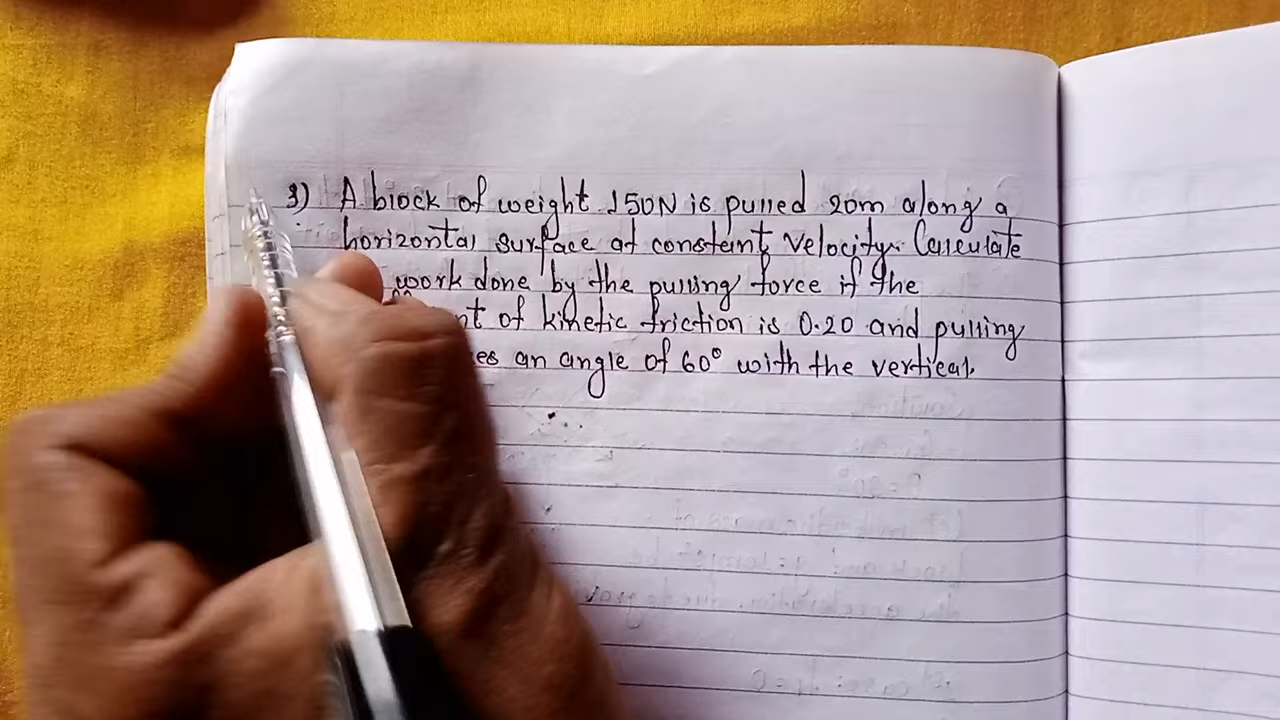 3) A block of weight 150N is pulled 20m along a
horizontal surface at constant velocity. Calculate
work done by the pulling force if the
nt of kinetic friction is 0.20 and pulling
es an angle of 60° with the vertical.